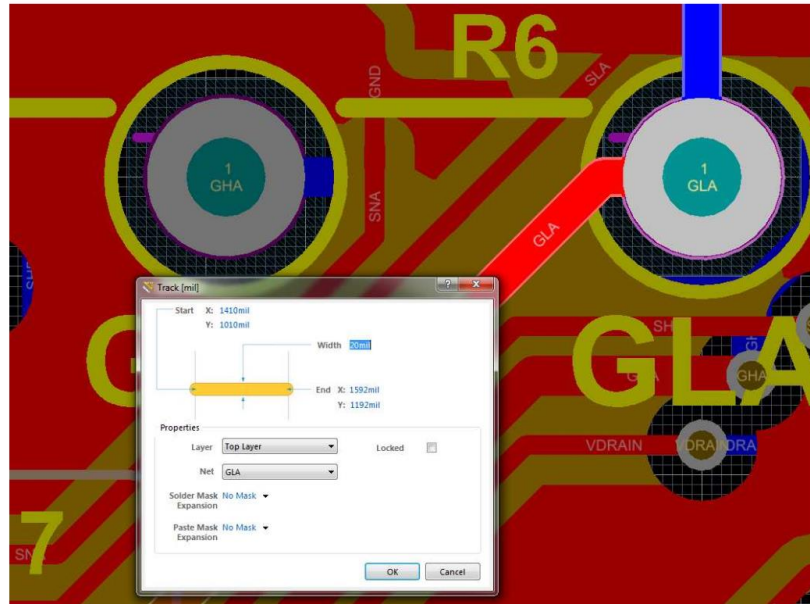 R6
GND
SLA
1
GHA
1
GLA
SNA
GLA
Track [mil]
Start X: 1410mil
Y: 1010mil
Width 20mil
End X: 1592mil
Y: 1192mil
Properties
Layer Top Layer
Locked
Net GLA
Solder Mask No Mask
Expansion
Paste Mask No Mask
Expansion
OK Cancel
G
GLA
GHA
VDRAIN VDRAIN
7